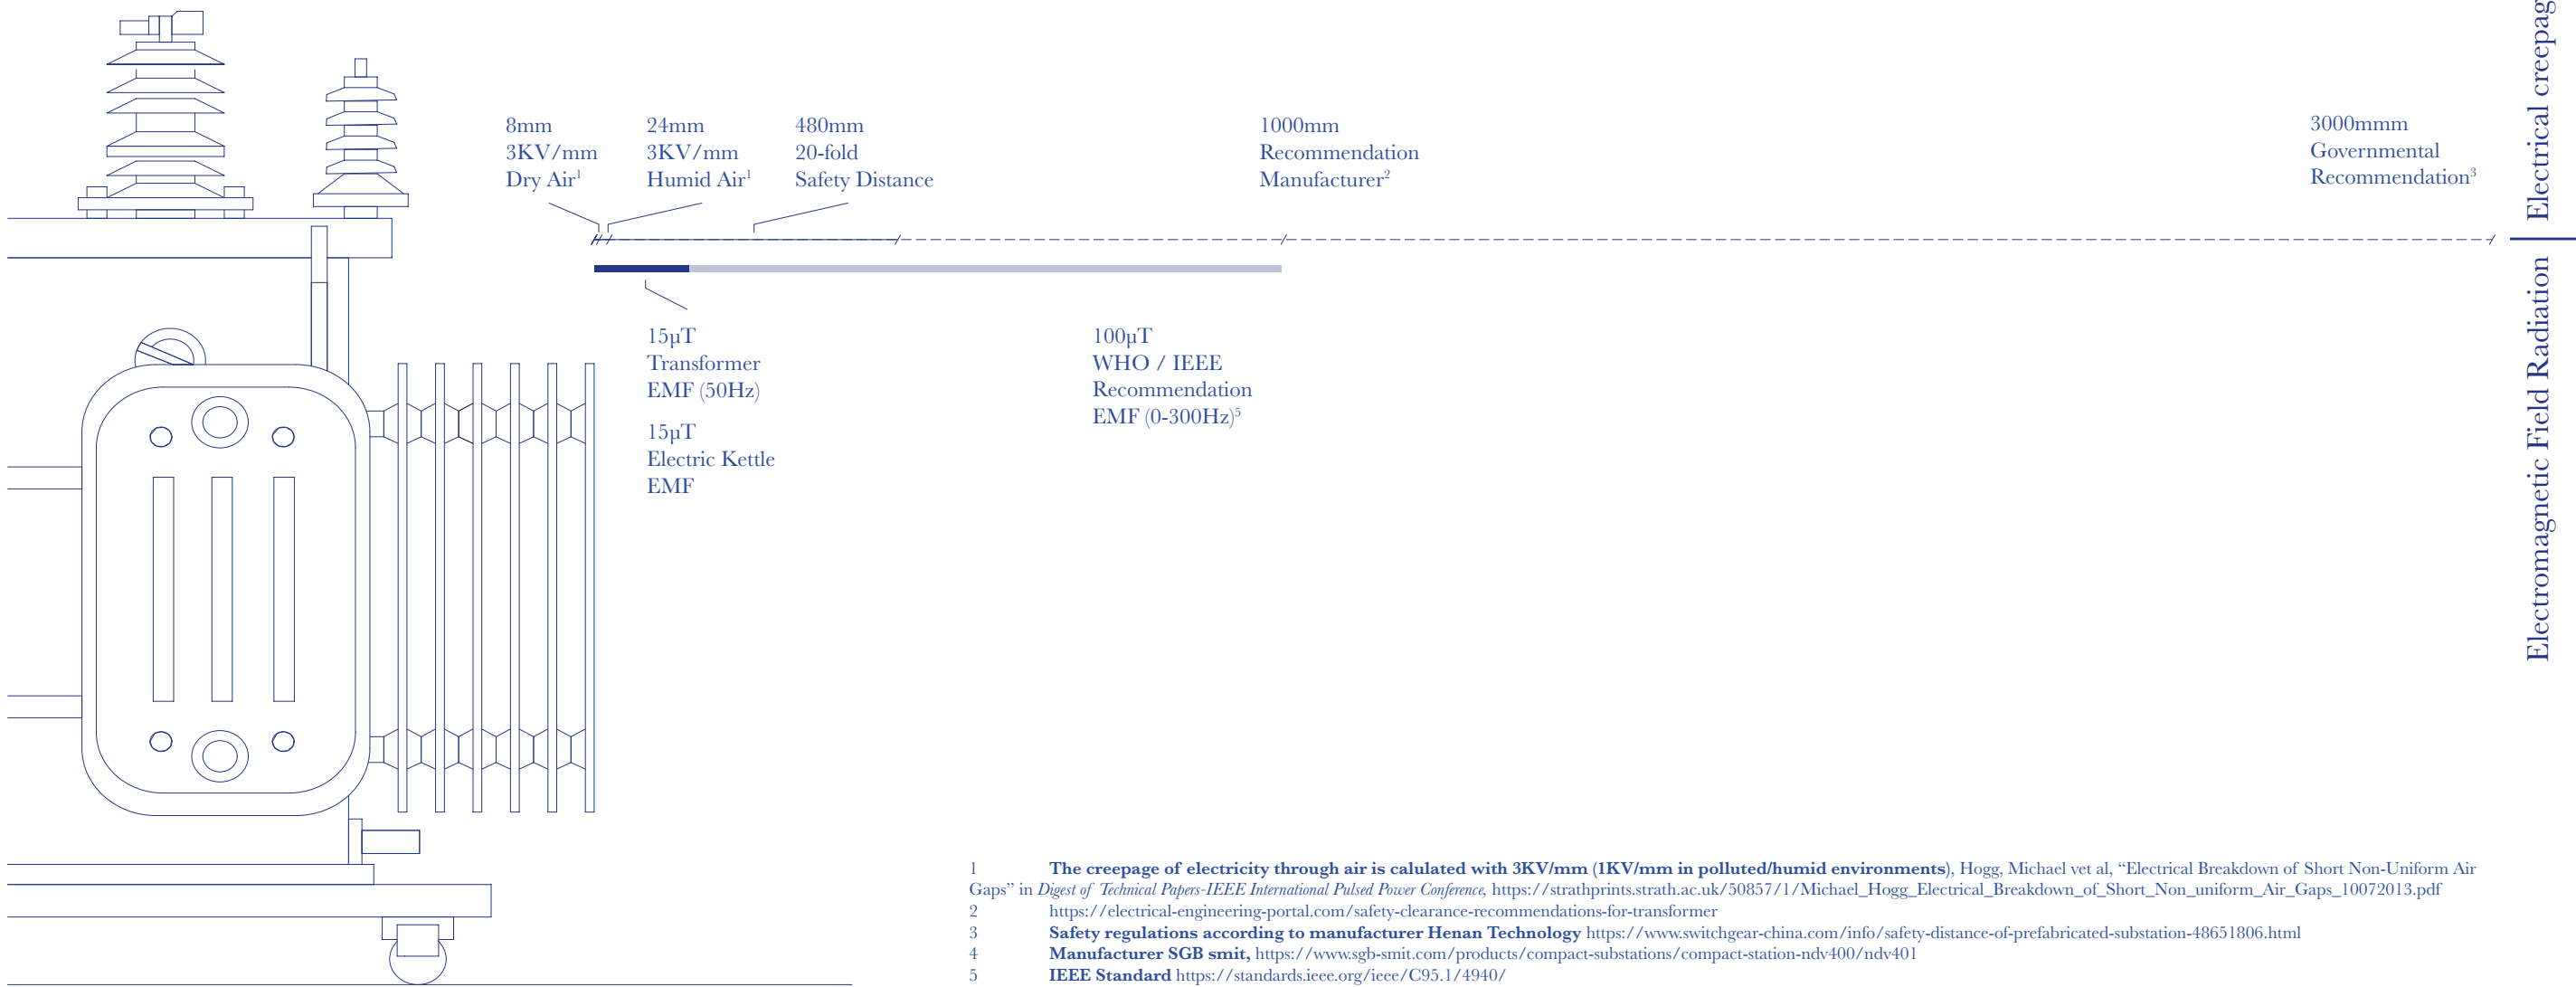 8mm
3KV/mm
Dry Air1
24mm
3KV/mm
Humid Air1
480mm
20-fold
Safety Distance
1000mm
Recommendation
Manufacturer2
3000mmm
Governmental
Recommendation3
Electrical creepag
15µT
Transformer
EMF (50Hz)
15µT
Electric Kettle
EMF
100µT
WHO / IEEE
Recommendation
EMF (0-300Hz)5
Electromagnetic Field Radiation
1 The creepage of electricity through air is calulated with 3KV/mm (1KV/mm in polluted/humid environments), Hogg, Michael vet al, “Electrical Breakdown of Short Non-Uniform Air
Gaps” in Digest of Technical Papers-IEEE International Pulsed Power Conference, https://strathprints.strath.ac.uk/50857/1/Michael_Hogg_Electrical_Breakdown_of_Short_Non_uniform_Air_Gaps_10072013.pdf
2 https://electrical-engineering-portal.com/safety-clearance-recommendations-for-transformer
3 Safety regulations according to manufacturer Henan Technology https://www.switchgear-china.com/info/safety-distance-of-prefabricated-substation-48651806.html
4 Manufacturer SGB smit, https://www.sgb-smit.com/products/compact-substations/compact-station-ndv400/ndv401
5 IEEE Standard https://standards.ieee.org/ieee/C95.1/4940/